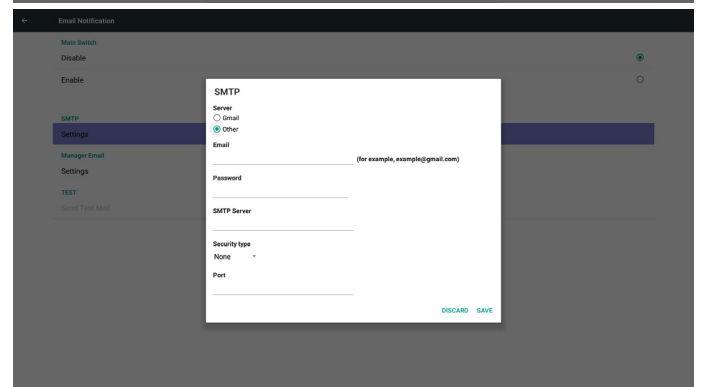 Email Notification
Main Switch
Disable
Enable
SMTP
Settings
Manager Email
Settings
TEST
Send Test Mail
SMTP
Server
Gmail
Other
Email
(for example, example@gmail.com)
Password
SMTP Server
Security type
None
Port
DISCARD SAVE